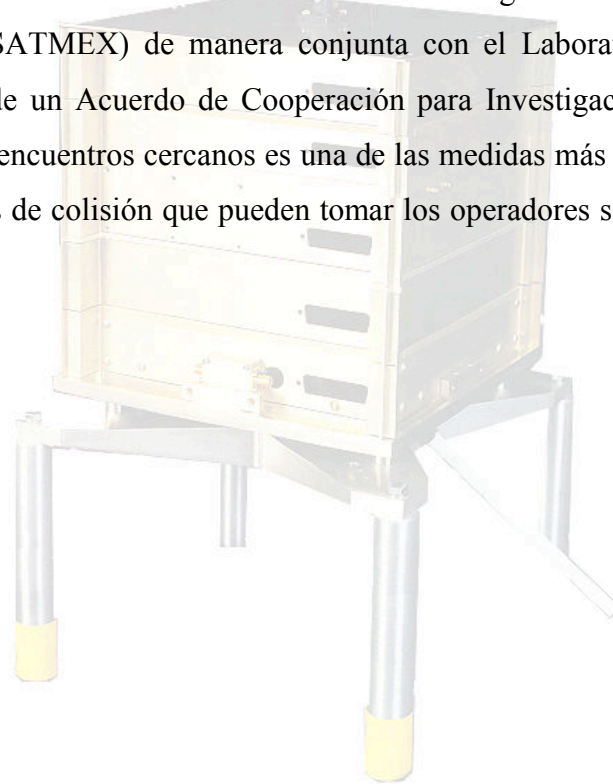 SATMEX) de manera conjunta con el Labora
de un Acuerdo de Cooperación para Investigac
encuentros cercanos es una de las medidas más
s de colisión que pueden tomar los operadores s